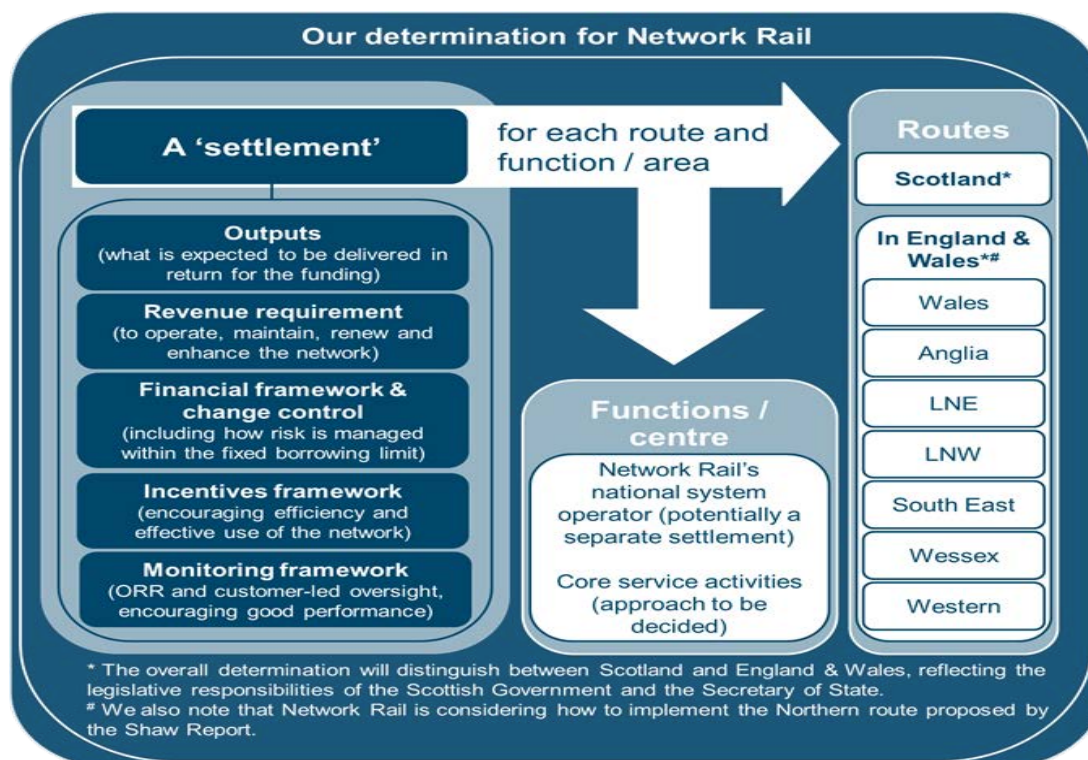 Our determination for Network Rail
A 'settlement'
for each route and
function / area
Outputs
(what is expected to be delivered in
return for the funding)
Revenue requirement
(to operate, maintain, renew and
enhance the network)
Financial framework &
change control
(including how risk is managed
within the fixed borrowing limit)
Incentives framework
(encouraging efficiency and
effective use of the network)
Monitoring framework
(ORR and customer-led oversight,
encouraging good performance)
Functions /
centre
Network Rail's
national system
operator (potentially a
separate settlement)
Core service activities
(approach to be
decided)
Routes
Scotland*
In England &
Wales*#
Wales
Anglia
LNE
LNW
South East
Wessex
Western
* The overall determination will distinguish between Scotland and England & Wales, reflecting the
legislative responsibilities of the Scottish Government and the Secretary of State.
# We also note that Network Rail is considering how to implement the Northern route proposed by
the Shaw Report.